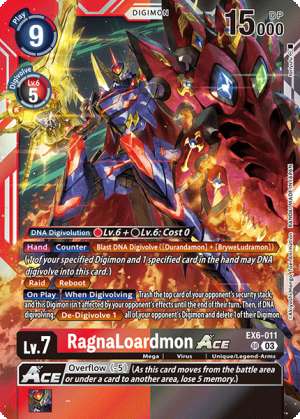 Play
9
DIGIMON
15000
DP
Digivolve
Lv.6
5
DNA Digivolution Lv.6 + Lv.6: Cost 0
Hand Counter Blast DNA Digivolve ([Durandamon] + [BryweLudramon])
(1 of your specified Digimon and 1 specified card in the hand may DNA
digivolve into this card.)
Raid Reboot
On Play When Digivolving Trash the top card of your opponent's security stack,
and this Digimon isn't affected by your opponent's effects until the end of their turn. Then, if DNA
digivolving, De-Digivolve 1 all of your opponent's Digimon and delete 1 of their Digimon
EX6-011
Lv.7 RagnaLoardmon ACE
SR 03
Mega Virus Unique/Legend-Arms
ACE Overflow ⟨-5⟩ (As this card moves from the battle area
or under a card to another area, lose 5 memory.)